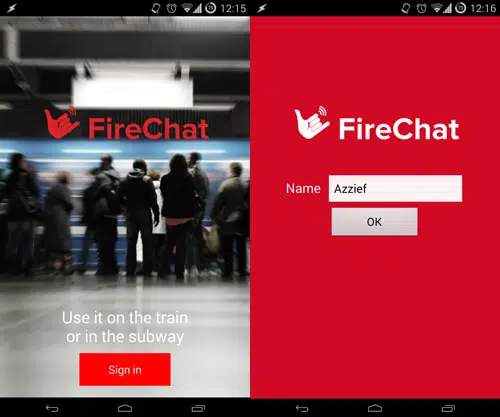 12:15
FireChat
Use it on the train
or in the subway
Sign in
12:16
FireChat
Name Azzief
OK